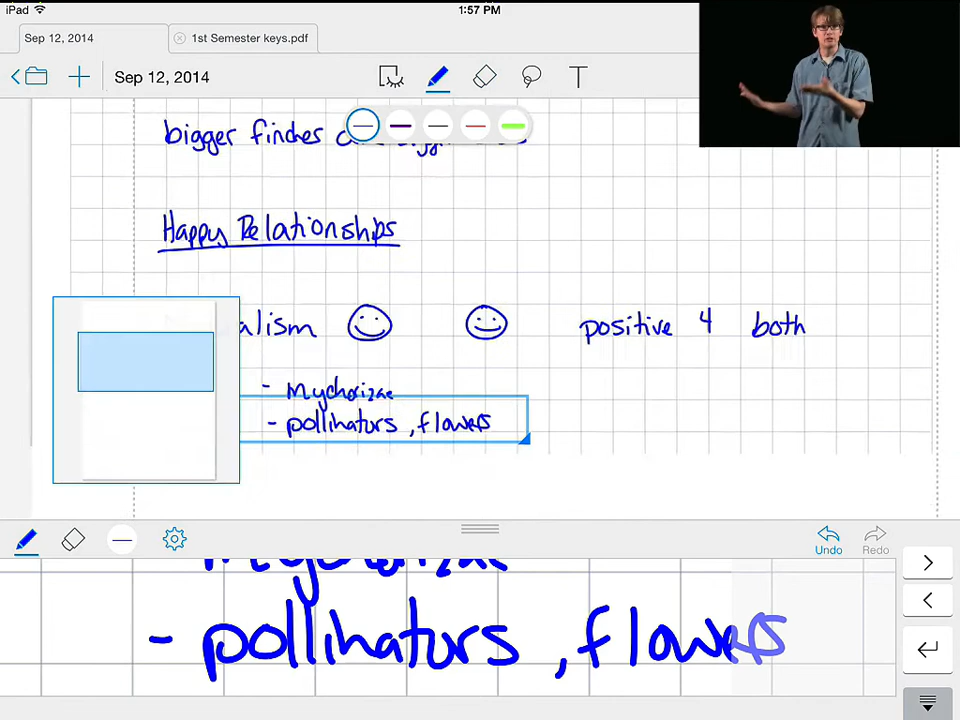 iPad 1:57 PM
Sep 12, 2014 1st Semester keys.pdf
Sep 12, 2014 T
bigger finches
Happy Relationships
alism positive 4 both
- Mychorizae
- pollinators , flowers
Undo Redo
Mychorizae
- pollinators , flowers